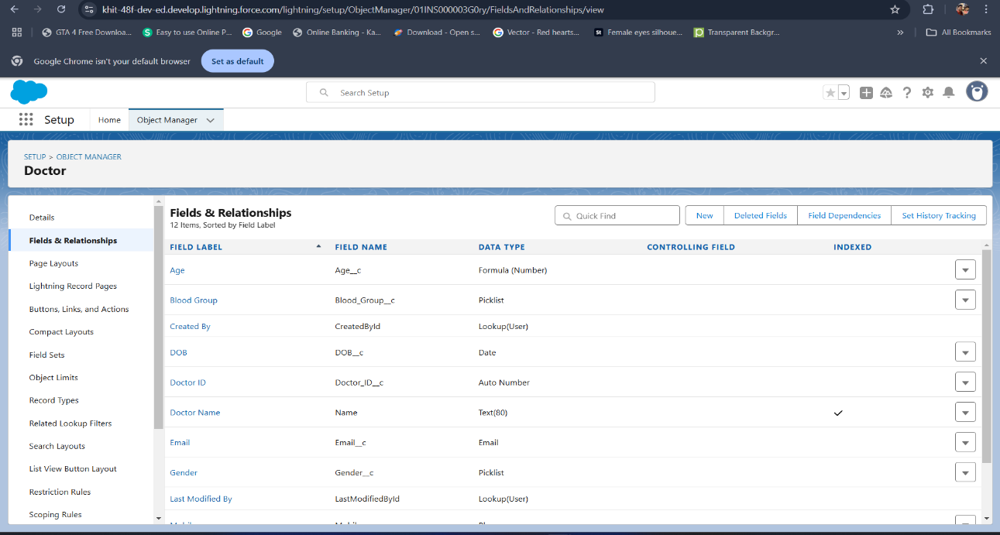 khit-48f-dev-ed.develop.lightning.force.com/lightning/setup/ObjectManager/01INS000003G0ry/FieldsAndRelationships/view
GTA 4 Free Downloa... Easy to use Online P... Google Online Banking - Ka... Download - Open s... Vector - Red hearts... St Female eyes silhoue... Transparent Backgr... » All Bookmarks
Google Chrome isn't your default browser Set as default
Search Setup
Setup Home Object Manager
SETUP > OBJECT MANAGER
Doctor
Details
Fields & Relationships
Page Layouts
Lightning Record Pages
Buttons, Links, and Actions
Compact Layouts
Field Sets
Object Limits
Record Types
Related Lookup Filters
Search Layouts
List View Button Layout
Restriction Rules
Scoping Rules
Fields & Relationships
12 Items, Sorted by Field Label
Quick Find New Deleted Fields Field Dependencies Set History Tracking
FIELD LABEL FIELD NAME DATA TYPE CONTROLLING FIELD INDEXED
Age Age__c Formula (Number)
Blood Group Blood_Group__c Picklist
Created By CreatedById Lookup(User)
DOB DOB__c Date
Doctor ID Doctor_ID__c Auto Number
Doctor Name Name Text(80)
Email Email__c Email
Gender Gender__c Picklist
Last Modified By LastModifiedById Lookup(User)